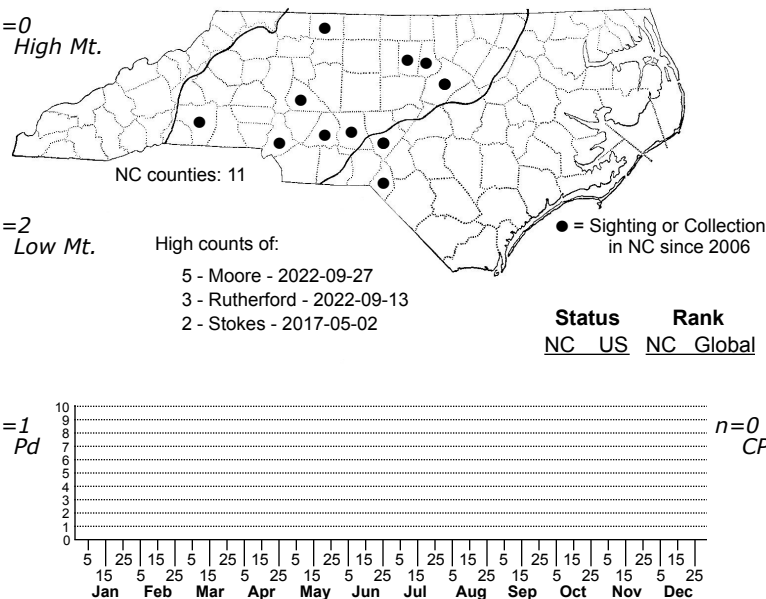 =0
High Mt.
NC counties: 11
=2
Low Mt.
High counts of:
5 - Moore - 2022-09-27
3 - Rutherford - 2022-09-13
2 - Stokes - 2017-05-02
● = Sighting or Collection
in NC since 2006
Status Rank
NC US NC Global
=1
Pd
n=0
CP
10
9
8
7
6
5
4
3
2
1
0
5 25 15 5 25 15 5 25 15 5 25 15 5 25 15 5 25 15
15 5 25 15 5 25 15 5 25 15 5 25 15 5 25 15 5 25
Jan Feb Mar Apr May Jun Jul Aug Sep Oct Nov Dec